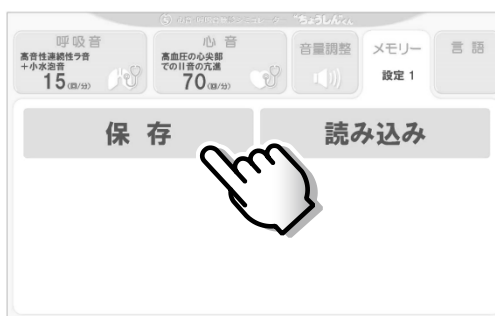 ちょうしんくん
呼吸音
高音性連続性ラ音
+小水泡音
15(回/分)
心音
高血圧の心尖部
でのII音の亢進
70(回/分)
音量調整
メモリー
設定 1
言語
保存
読み込み